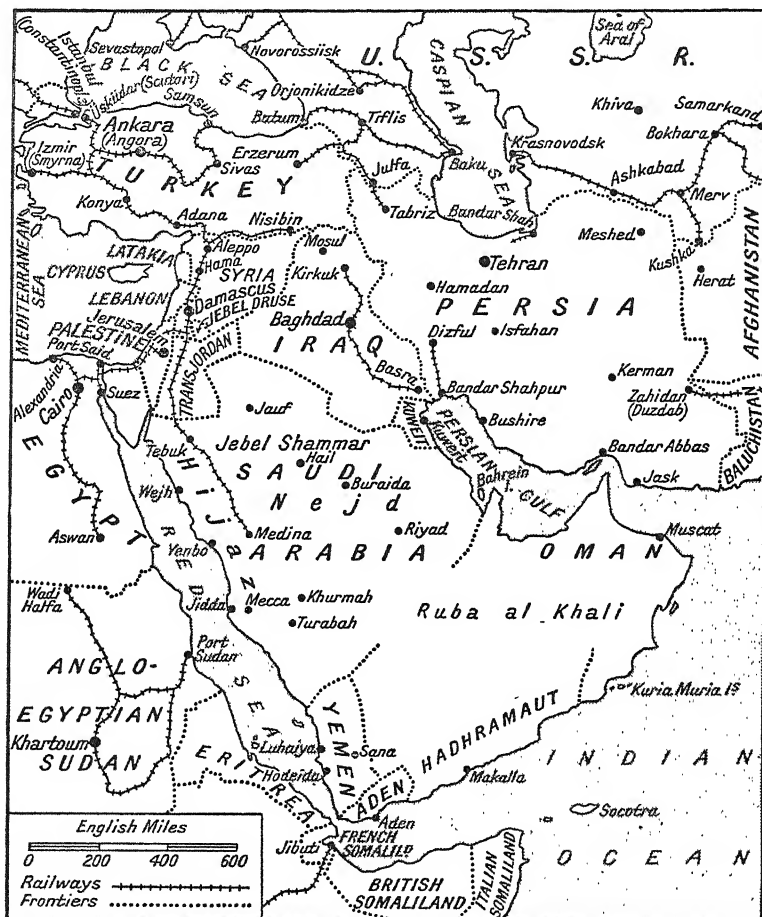 Sea of
Aral
U. S. S. R.
Sevastopol
Novorossiisk
BLACK
SEA
Istanbul
(Constantinople)
Üsküdar (Scutari)
Samsun
Orjonikidze
CASPIAN
SEA
Khiva
Samarkand
Bokhara
Ankara
(Angora)
Batum
Tiflis
Krasnovodsk
Izmir
(Smyrna)
Sivas
Erzerum
Julfa
Baku
Ashkabad
Merv
TURKEY
Konya
Adana
Nisibin
Tabriz
Bandar Shah
Meshed
Kushka
Herat
AFGHANISTAN
MEDITERRANEAN
SEA
LATAKIA
Aleppo
Hama
Mosul
Kirkuk
Tehran
Hamadan
CYPRUS
SYRIA
LEBANON
Damascus
JEBEL DRUSE
PERSIA
Jerusalem
PALESTINE
Baghdad
Dizful
Isfahan
Port Said
TRANSJORDAN
IRAQ
Basra
Kerman
Alexandria
Cairo
Suez
Bandar Shahpur
Zahidan
(Duzdab)
BALUCHISTAN
Jauf
KUWEIT
Kuweit
PERSIAN
GULF
Bushire
EGYPT
Tebuk
Jebel Shammar
Hail
Bandar Abbas
Bahrein I.
Jask
Hijaz
SAUDI
Buraida
Nejd
Wejh
Aswan
Medina
Riyad
Muscat
RED
SEA
Yenbo
ARABIA
OMAN
Wadi
Halfa
Jidda
Mecca
Khurmah
Turabah
Ruba al Khali
Port
Sudan
ANGLO-
EGYPTIAN
SUDAN
Khartoum
YEMEN
Kuria Muria Is
HADHRAMAUT
Luhaiya
Sana
INDIAN
OCEAN
ERITREA
Hodeida
Makalla
ADEN
Aden
Socotra
English Miles
0 200 400 600
Railways
Frontiers
Jibuti
FRENCH
SOMALILD.
BRITISH
SOMALILAND
ITALIAN
SOMALILAND